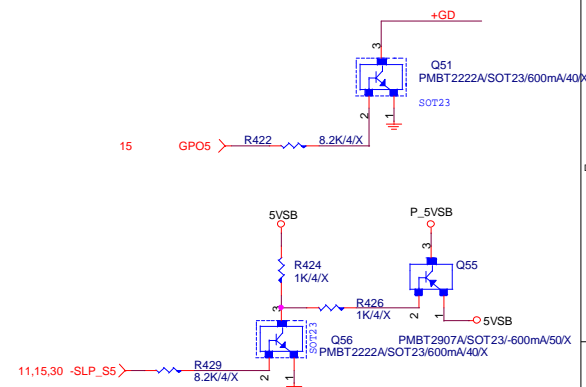 +GD
3
Q51
PMBT2222A/SOT23/600mA/40/X
SOT23
2
1
15
GPO5
R422
8.2K/4/X
5VSB
P_5VSB
3
R424
1K/4/X
Q55
R426
1K/4/X
3
2
1
5VSB
SOT23
Q56
PMBT2907A/SOT23/-600mA/50/X
PMBT2222A/SOT23/600mA/40/X
11,15,30
-SLP_S5
R429
8.2K/4/X
2
1